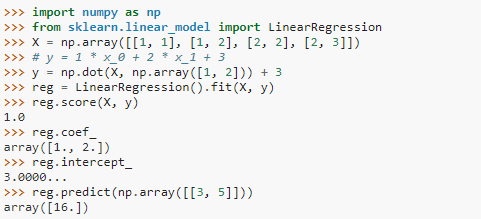 >>> import numpy as np
>>> from sklearn.linear_model import LinearRegression
>>> X = np.array([[1, 1], [1, 2], [2, 2], [2, 3]])
>>> # y = 1 * x_0 + 2 * x_1 + 3
>>> y = np.dot(X, np.array([1, 2])) + 3
>>> reg = LinearRegression().fit(X, y)
>>> reg.score(X, y)
1.0
>>> reg.coef_
array([1., 2.])
>>> reg.intercept_
3.0000...
>>> reg.predict(np.array([[3, 5]]))
array([16.])